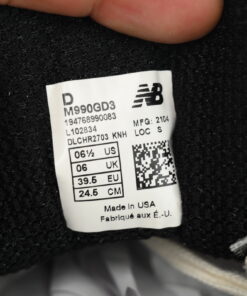 D
M990GD3
194768990083
L102834
DLCHR2703 KNH
MFG: 2104
LOC S
06½ US
06 UK
39.5 EU
24.5 CM
NB
Made in USA
Fabriqué aux É.-U.